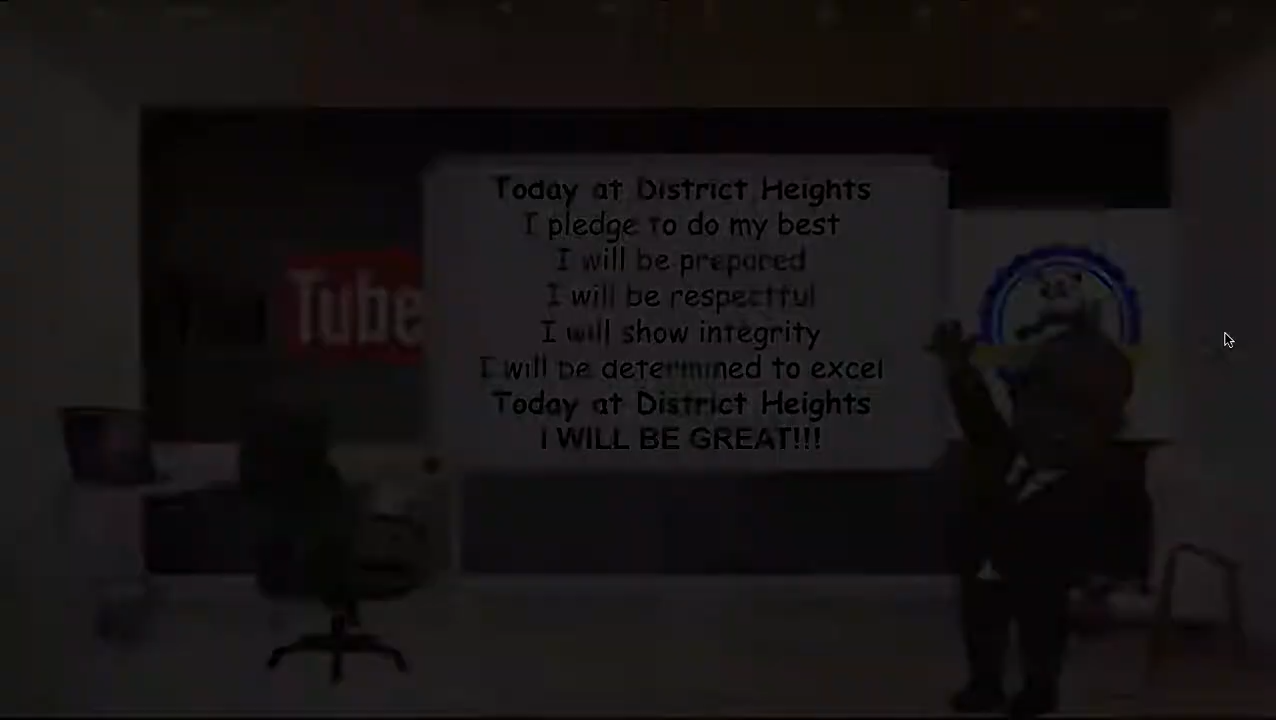 Today at District Heights
I pledge to do my best
I will be prepared
I will be respectful
I will show integrity
I will be determined to excel
Today at District Heights
I WILL BE GREAT!!!
Tube